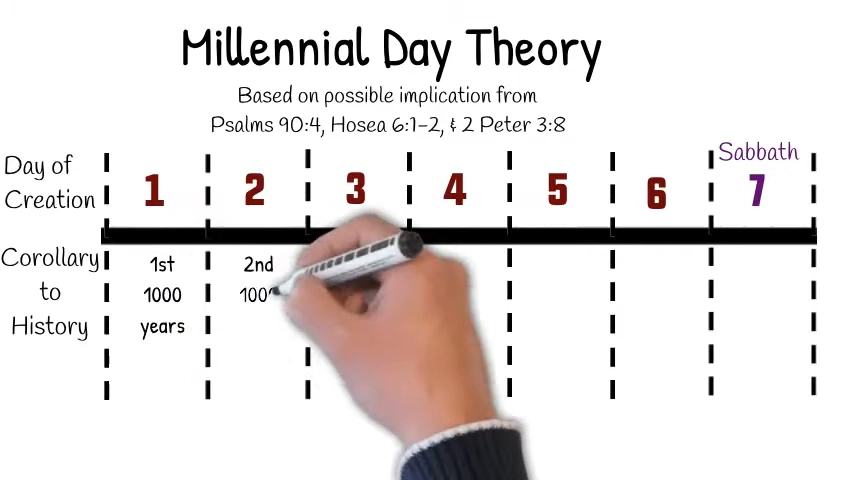 Millennial Day Theory
Based on possible implication from
Psalms 90:4, Hosea 6:1-2, & 2 Peter 3:8
Sabbath
Day of
Creation
1 2 3 4 5 6 7
Corollary
to
History
1st
1000
years
2nd